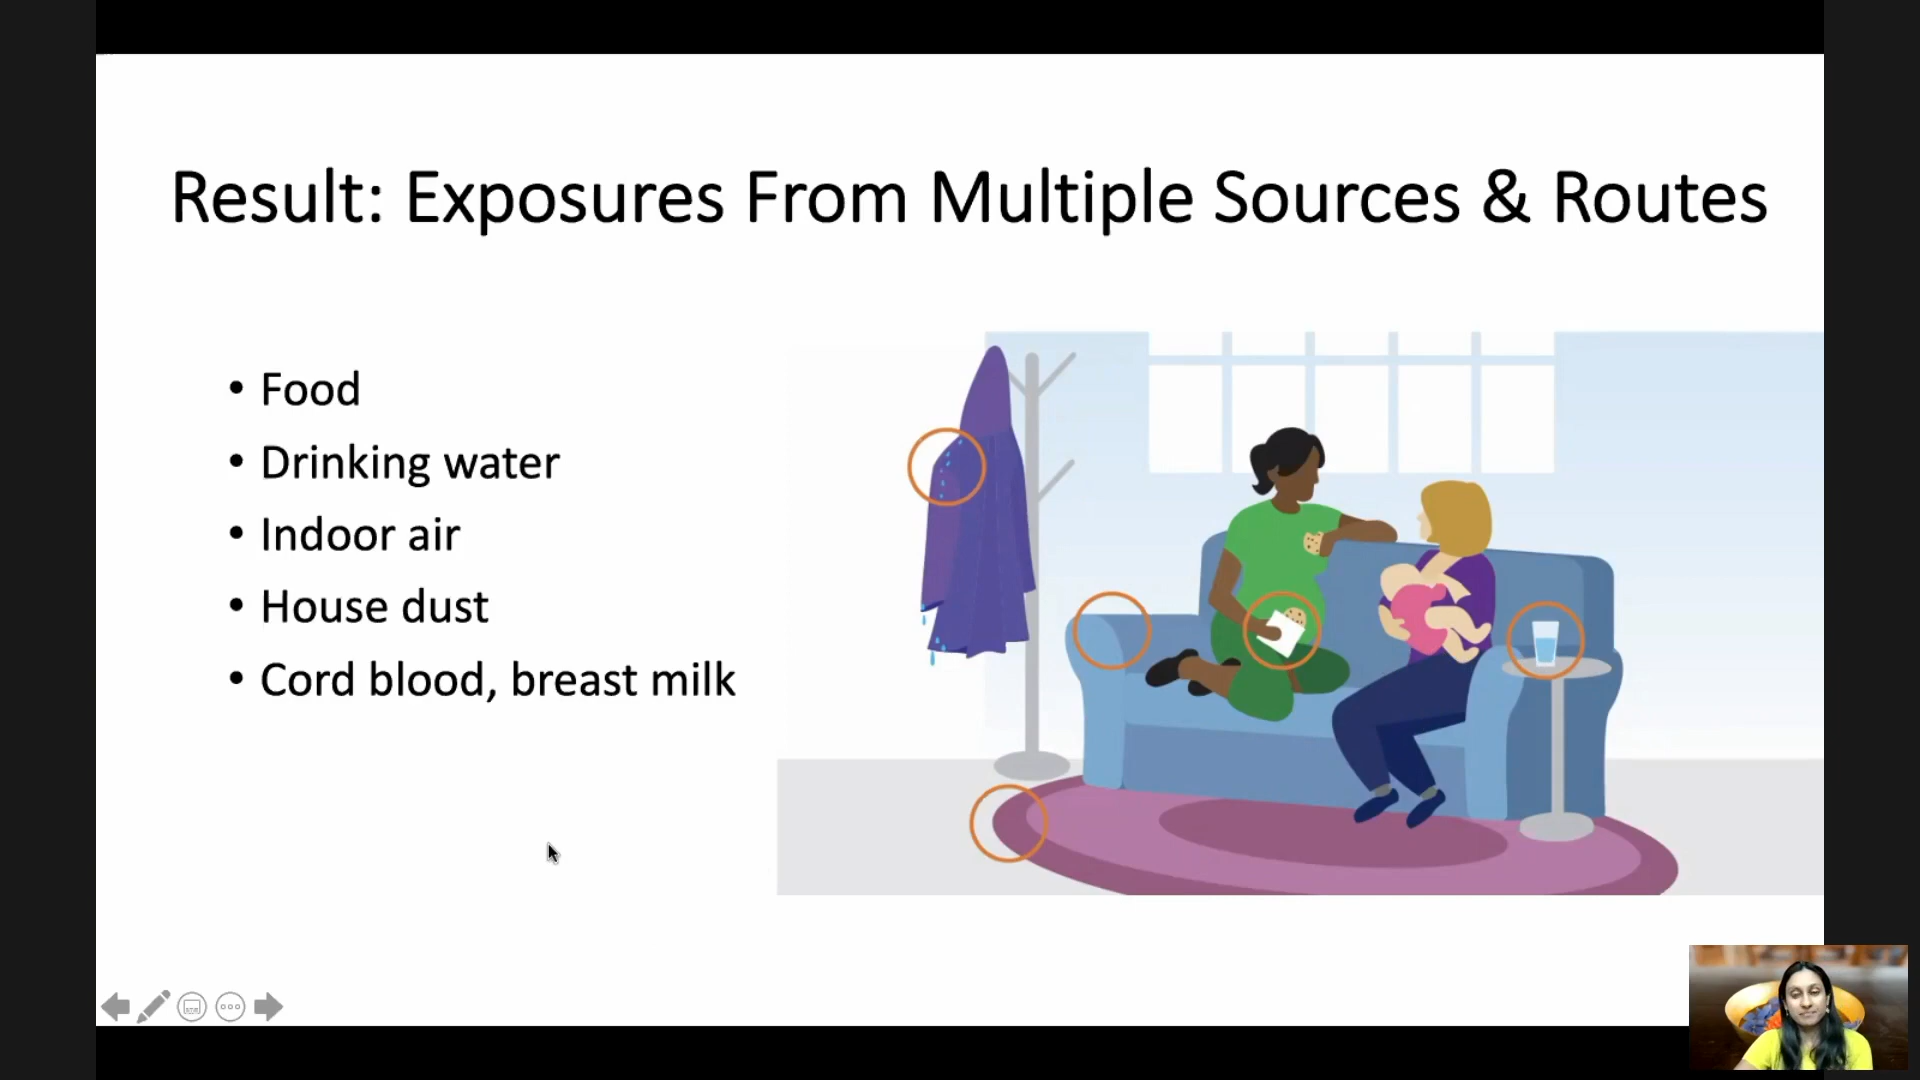 Result: Exposures From Multiple Sources & Routes
• Food
• Drinking water
• Indoor air
• House dust
• Cord blood, breast milk